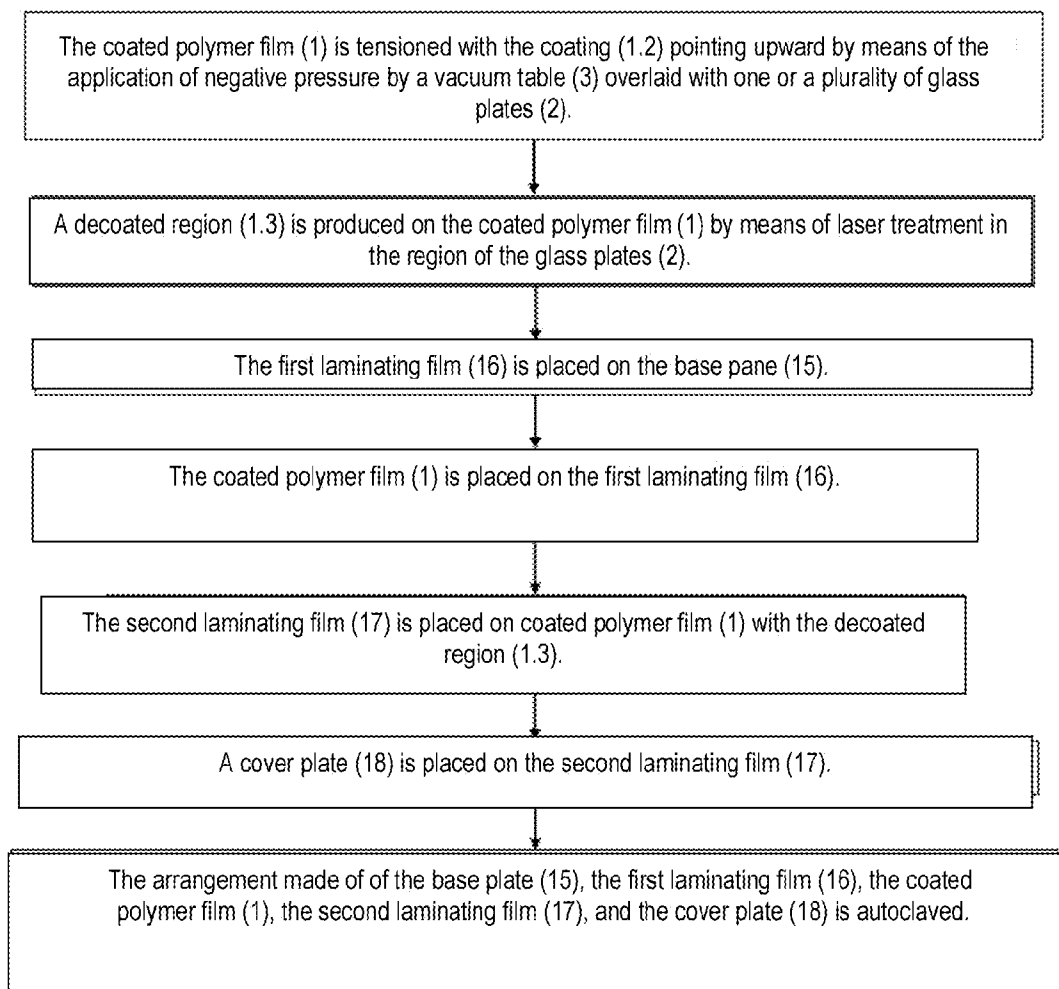 The coated polymer film (1) is tensioned with the coating (1.2) pointing upward by means of the
application of negative pressure by a vacuum table (3) overlaid with one or a plurality of glass
plates (2).
A decoated region (1.3) is produced on the coated polymer film (1) by means of laser treatment in
the region of the glass plates (2).
The first laminating film (16) is placed on the base pane (15).
The coated polymer film (1) is placed on the first laminating film (16).
The second laminating film (17) is placed on coated polymer film (1) with the decoated
region (1.3).
A cover plate (18) is placed on the second laminating film (17).
The arrangement made of of the base plate (15), the first laminating film (16), the coated
polymer film (1), the second laminating film (17), and the cover plate (18) is autoclaved.